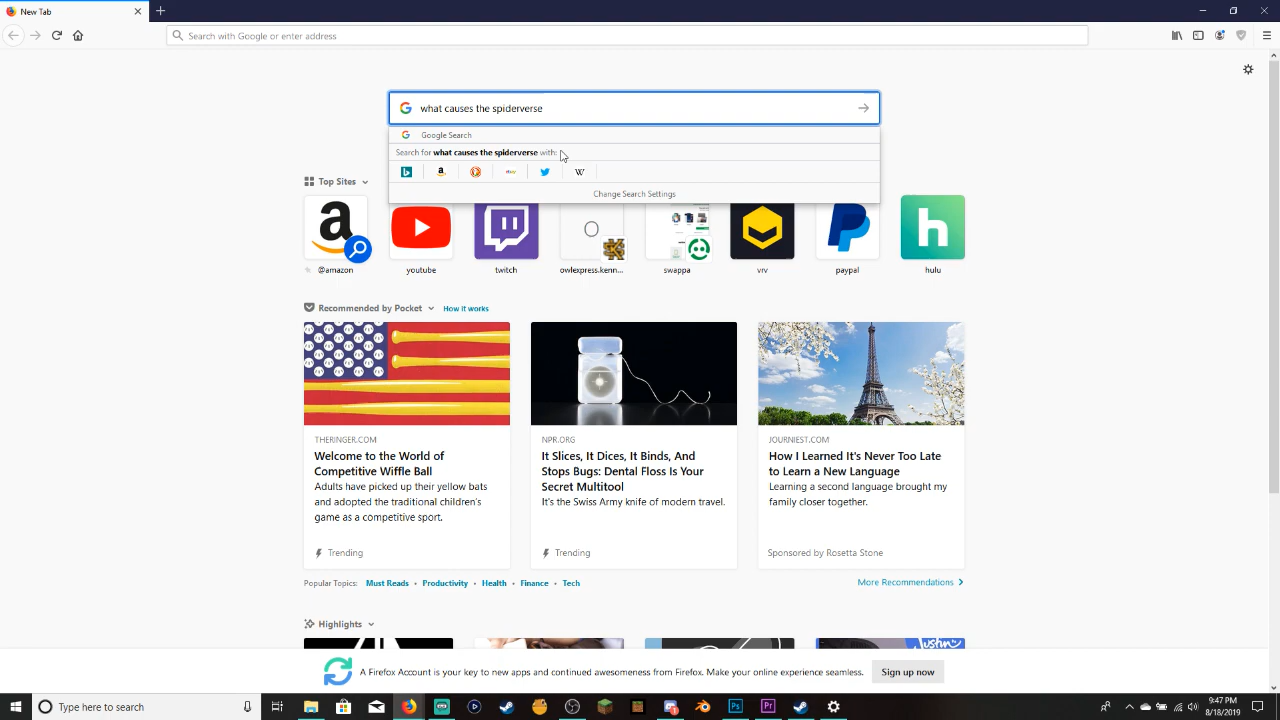 New Tab
Search with Google or enter address
what causes the spiderverse
Google Search
Search for what causes the spiderverse with:
Change Search Settings
Top Sites
@amazon
youtube
twitch
owlexpress.kenn...
swappa
vrv
paypal
hulu
Recommended by Pocket
How it works
THERINGER.COM
Welcome to the World of
Competitive Wiffle Ball
Adults have picked up their yellow bats
and adopted the traditional children's
game as a competitive sport.
Trending
NPR.ORG
It Slices, It Dices, It Binds, And
Stops Bugs: Dental Floss Is Your
Secret Multitool
It's the Swiss Army knife of modern travel.
Trending
JOURNIEST.COM
How I Learned It's Never Too Late
to Learn a New Language
Learning a second language brought my
family closer together.
Sponsored by Rosetta Stone
Popular Topics: Must Reads • Productivity • Health • Finance • Tech
More Recommendations
Highlights
A Firefox Account is your key to new apps and continued awesomeness from Firefox. Make your online experience seamless.
Sign up now
Type here to search
9:47 PM
8/18/2019